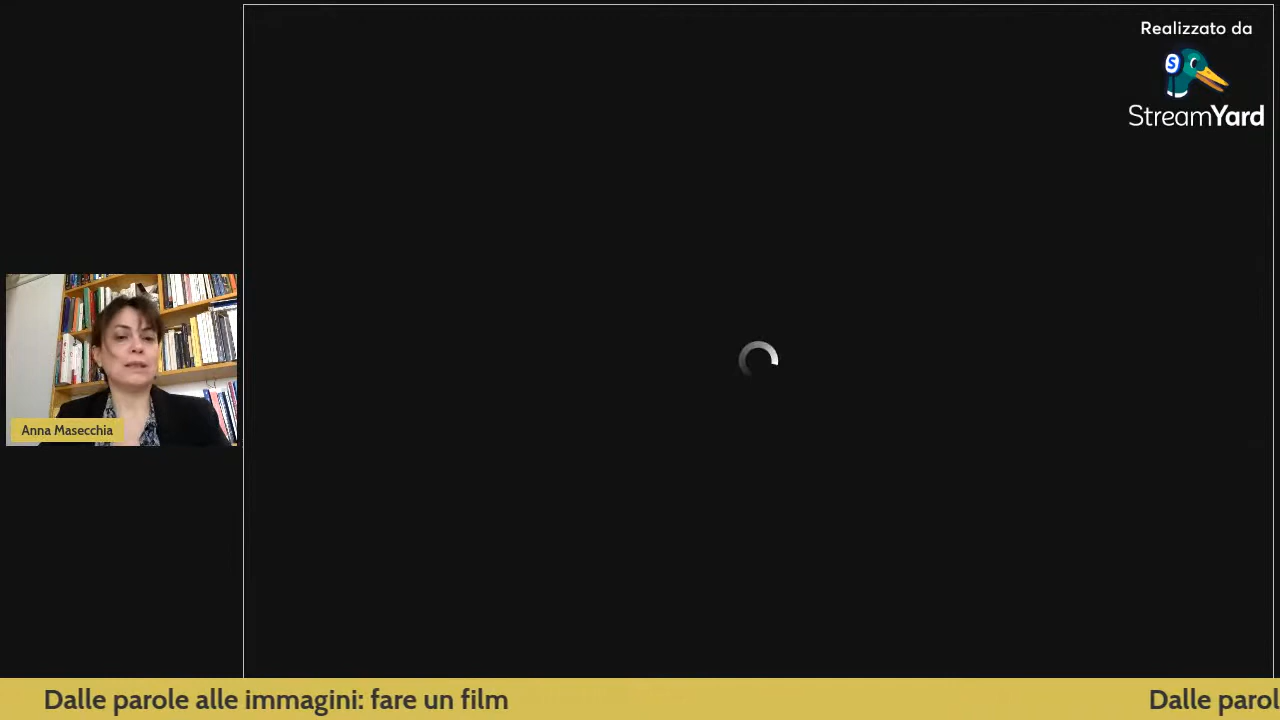 Realizzato da
S
StreamYard
Anna Masecchia
Dalle parole alle immagini: fare un film
Dalle parol